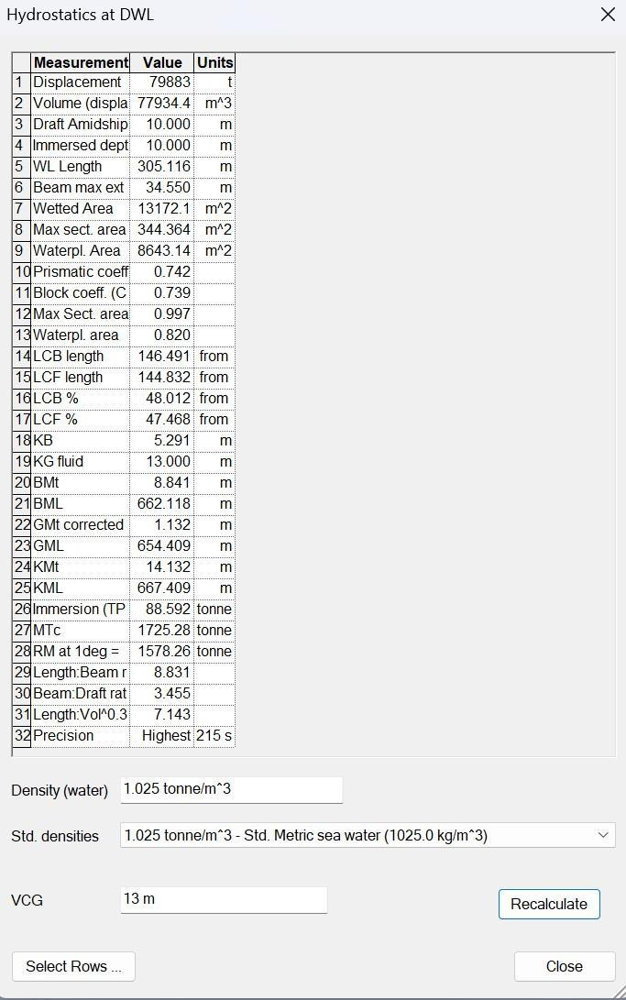 Hydrostatics at DWL
Measurement Value Units
1 Displacement 79883 t
2 Volume (displa 77934.4 m^3
3 Draft Amidship 10.000 m
4 Immersed dept 10.000 m
5 WL Length 305.116 m
6 Beam max ext 34.550 m
7 Wetted Area 13172.1 m^2
8 Max sect. area 344.364 m^2
9 Waterpl. Area 8643.14 m^2
10 Prismatic coeff 0.742
11 Block coeff. (C 0.739
12 Max Sect. area 0.997
13 Waterpl. area 0.820
14 LCB length 146.491 from
15 LCF length 144.832 from
16 LCB % 48.012 from
17 LCF % 47.468 from
18 KB 5.291 m
19 KG fluid 13.000 m
20 BMt 8.841 m
21 BML 662.118 m
22 GMt corrected 1.132 m
23 GML 654.409 m
24 KMt 14.132 m
25 KML 667.409 m
26 Immersion (TP 88.592 tonne
27 MTc 1725.28 tonne
28 RM at 1deg = 1578.26 tonne
29 Length:Beam r 8.831
30 Beam:Draft rat 3.455
31 Length:Vol^0.3 7.143
32 Precision Highest 215 s
Density (water) 1.025 tonne/m^3
Std. densities 1.025 tonne/m^3 - Std. Metric sea water (1025.0 kg/m^3)
VCG 13 m
Recalculate
Select Rows ... Close